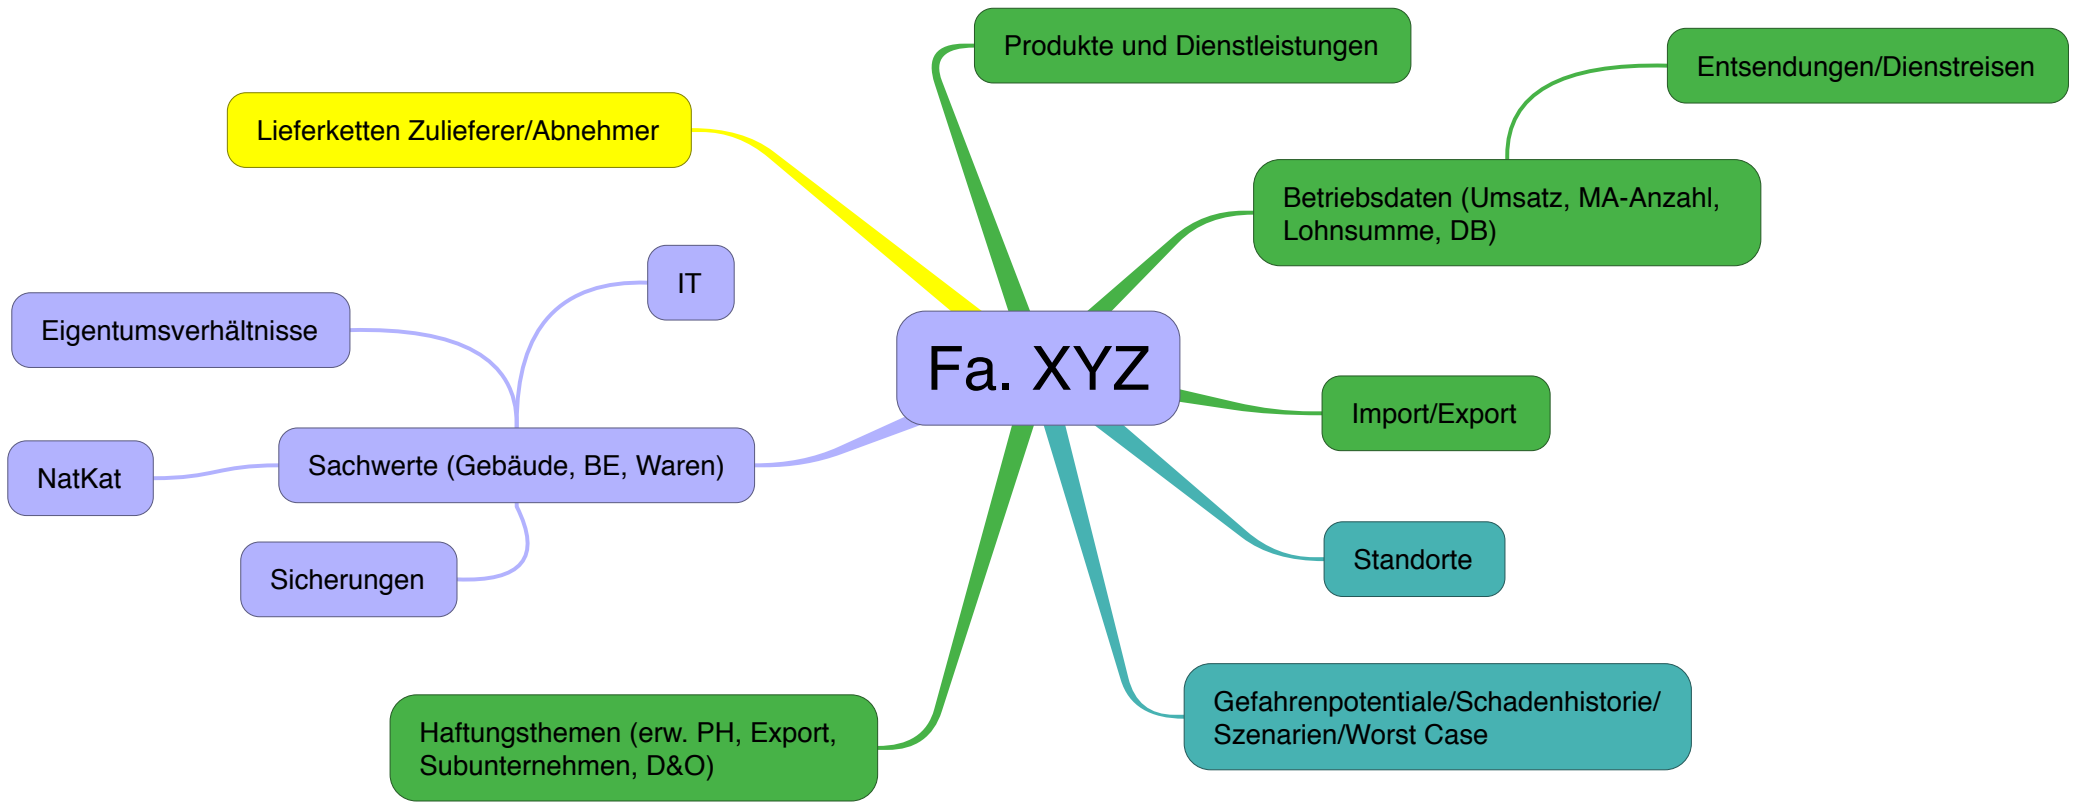 Produkte und Dienstleistungen
Entsendungen/Dienstreisen
Lieferketten Zulieferer/Abnehmer
Betriebsdaten (Umsatz, MA-Anzahl,
Lohnsumme, DB)
IT
Eigentumsverhältnisse
Fa. XYZ
Import/Export
Sachwerte (Gebäude, BE, Waren)
NatKat
Standorte
Sicherungen
Gefahrenpotentiale/Schadenhistorie/
Szenarien/Worst Case
Haftungsthemen (erw. PH, Export,
Subunternehmen, D&O)